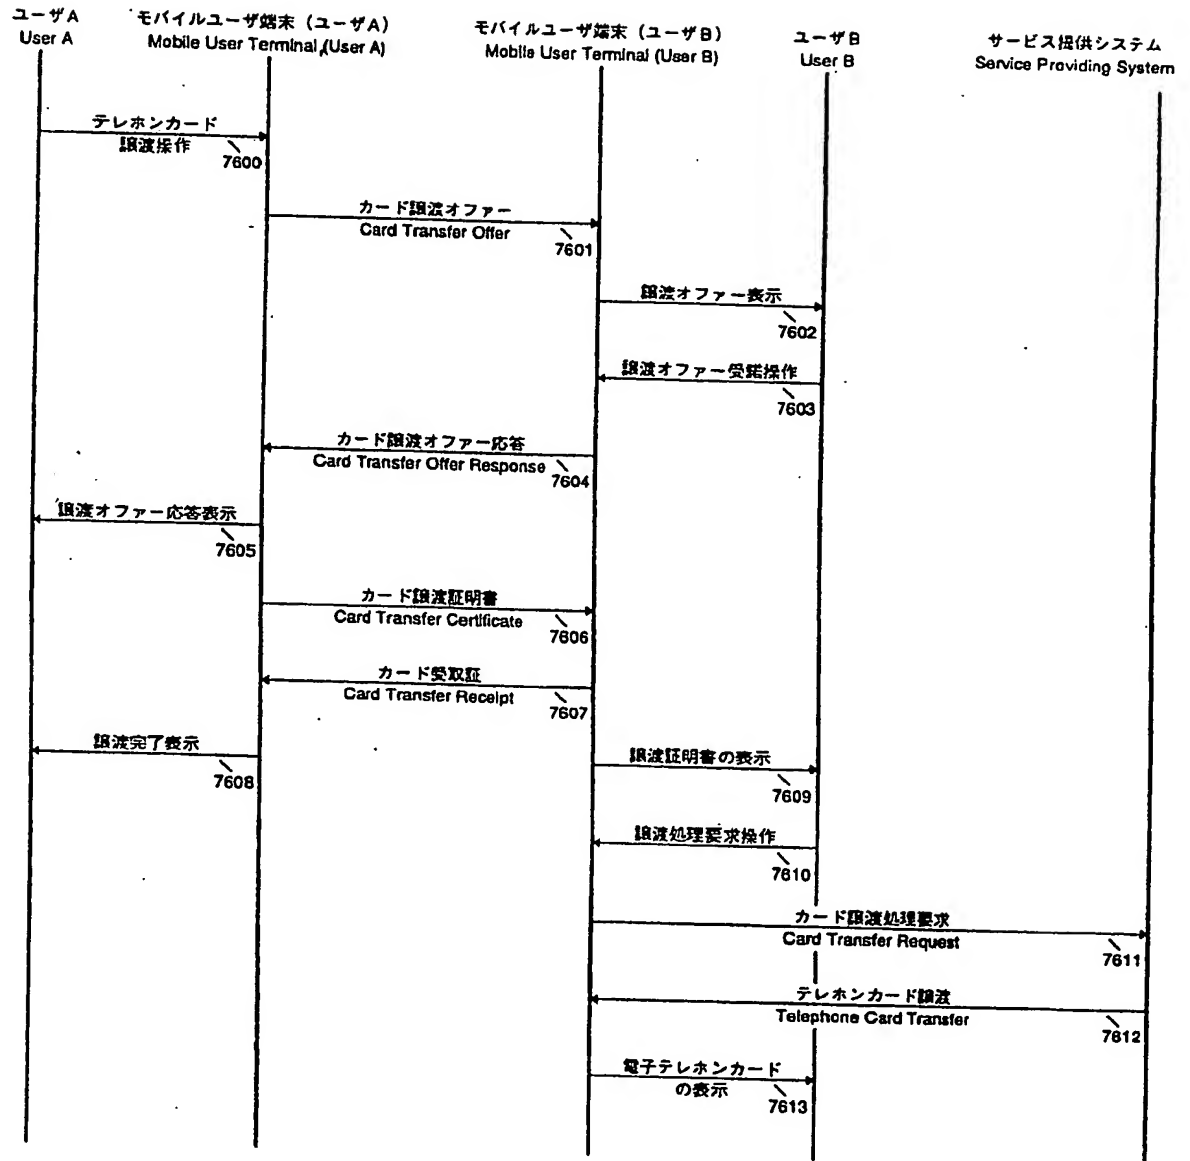 ユーザA
User A
モバイルユーザ端末（ユーザA）
Mobile User Terminal (User A)
モバイルユーザ端末（ユーザB）
Mobile User Terminal (User B)
ユーザB
User B
サービス提供システム
Service Providing System
テレホンカード
譲渡操作
7600
カード譲渡オファー
Card Transfer Offer
7601
譲渡オファー表示
7602
譲渡オファー受諾操作
7603
カード譲渡オファー応答
Card Transfer Offer Response
7604
譲渡オファー応答表示
7605
カード譲渡証明書
Card Transfer Certificate
7606
カード受取証
Card Transfer Receipt
7607
譲渡完了表示
7608
譲渡証明書の表示
7609
譲渡処理要求操作
7610
カード譲渡処理要求
Card Transfer Request
7611
テレホンカード譲渡
Telephone Card Transfer
7612
電子テレホンカード
の表示
7613